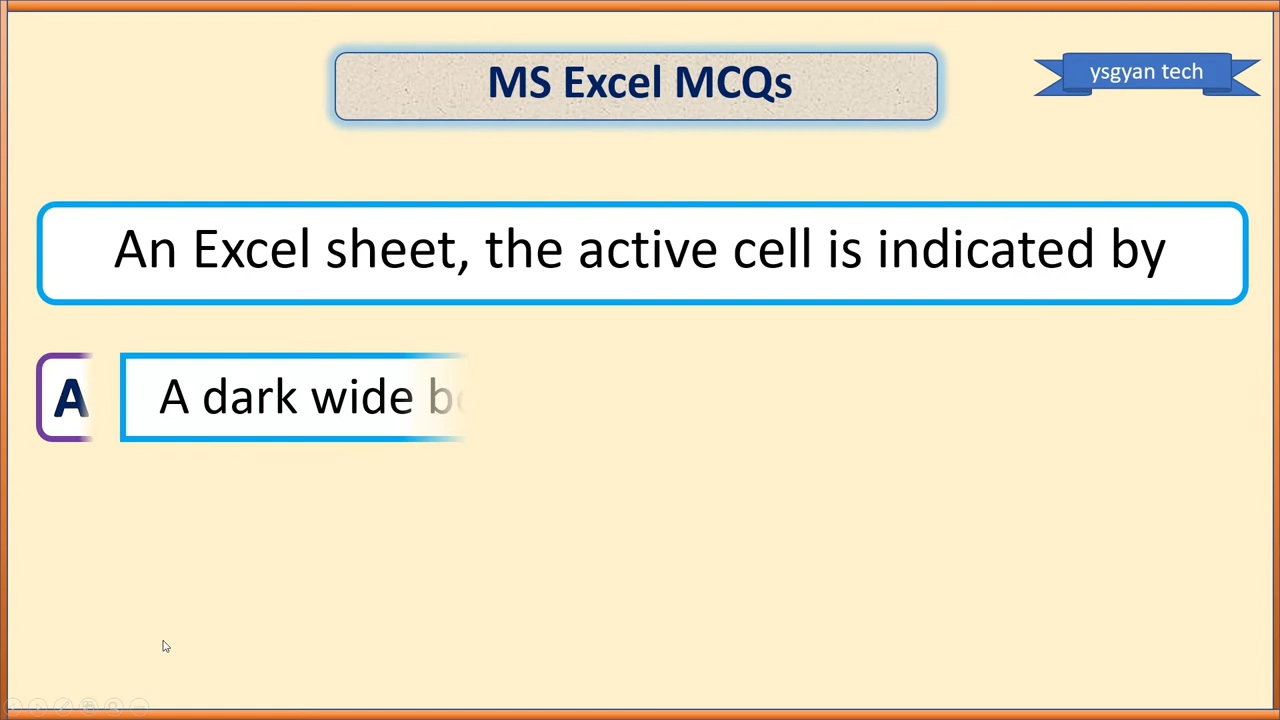 MS Excel MCQs
ysgyan tech
An Excel sheet, the active cell is indicated by
A
A dark wide